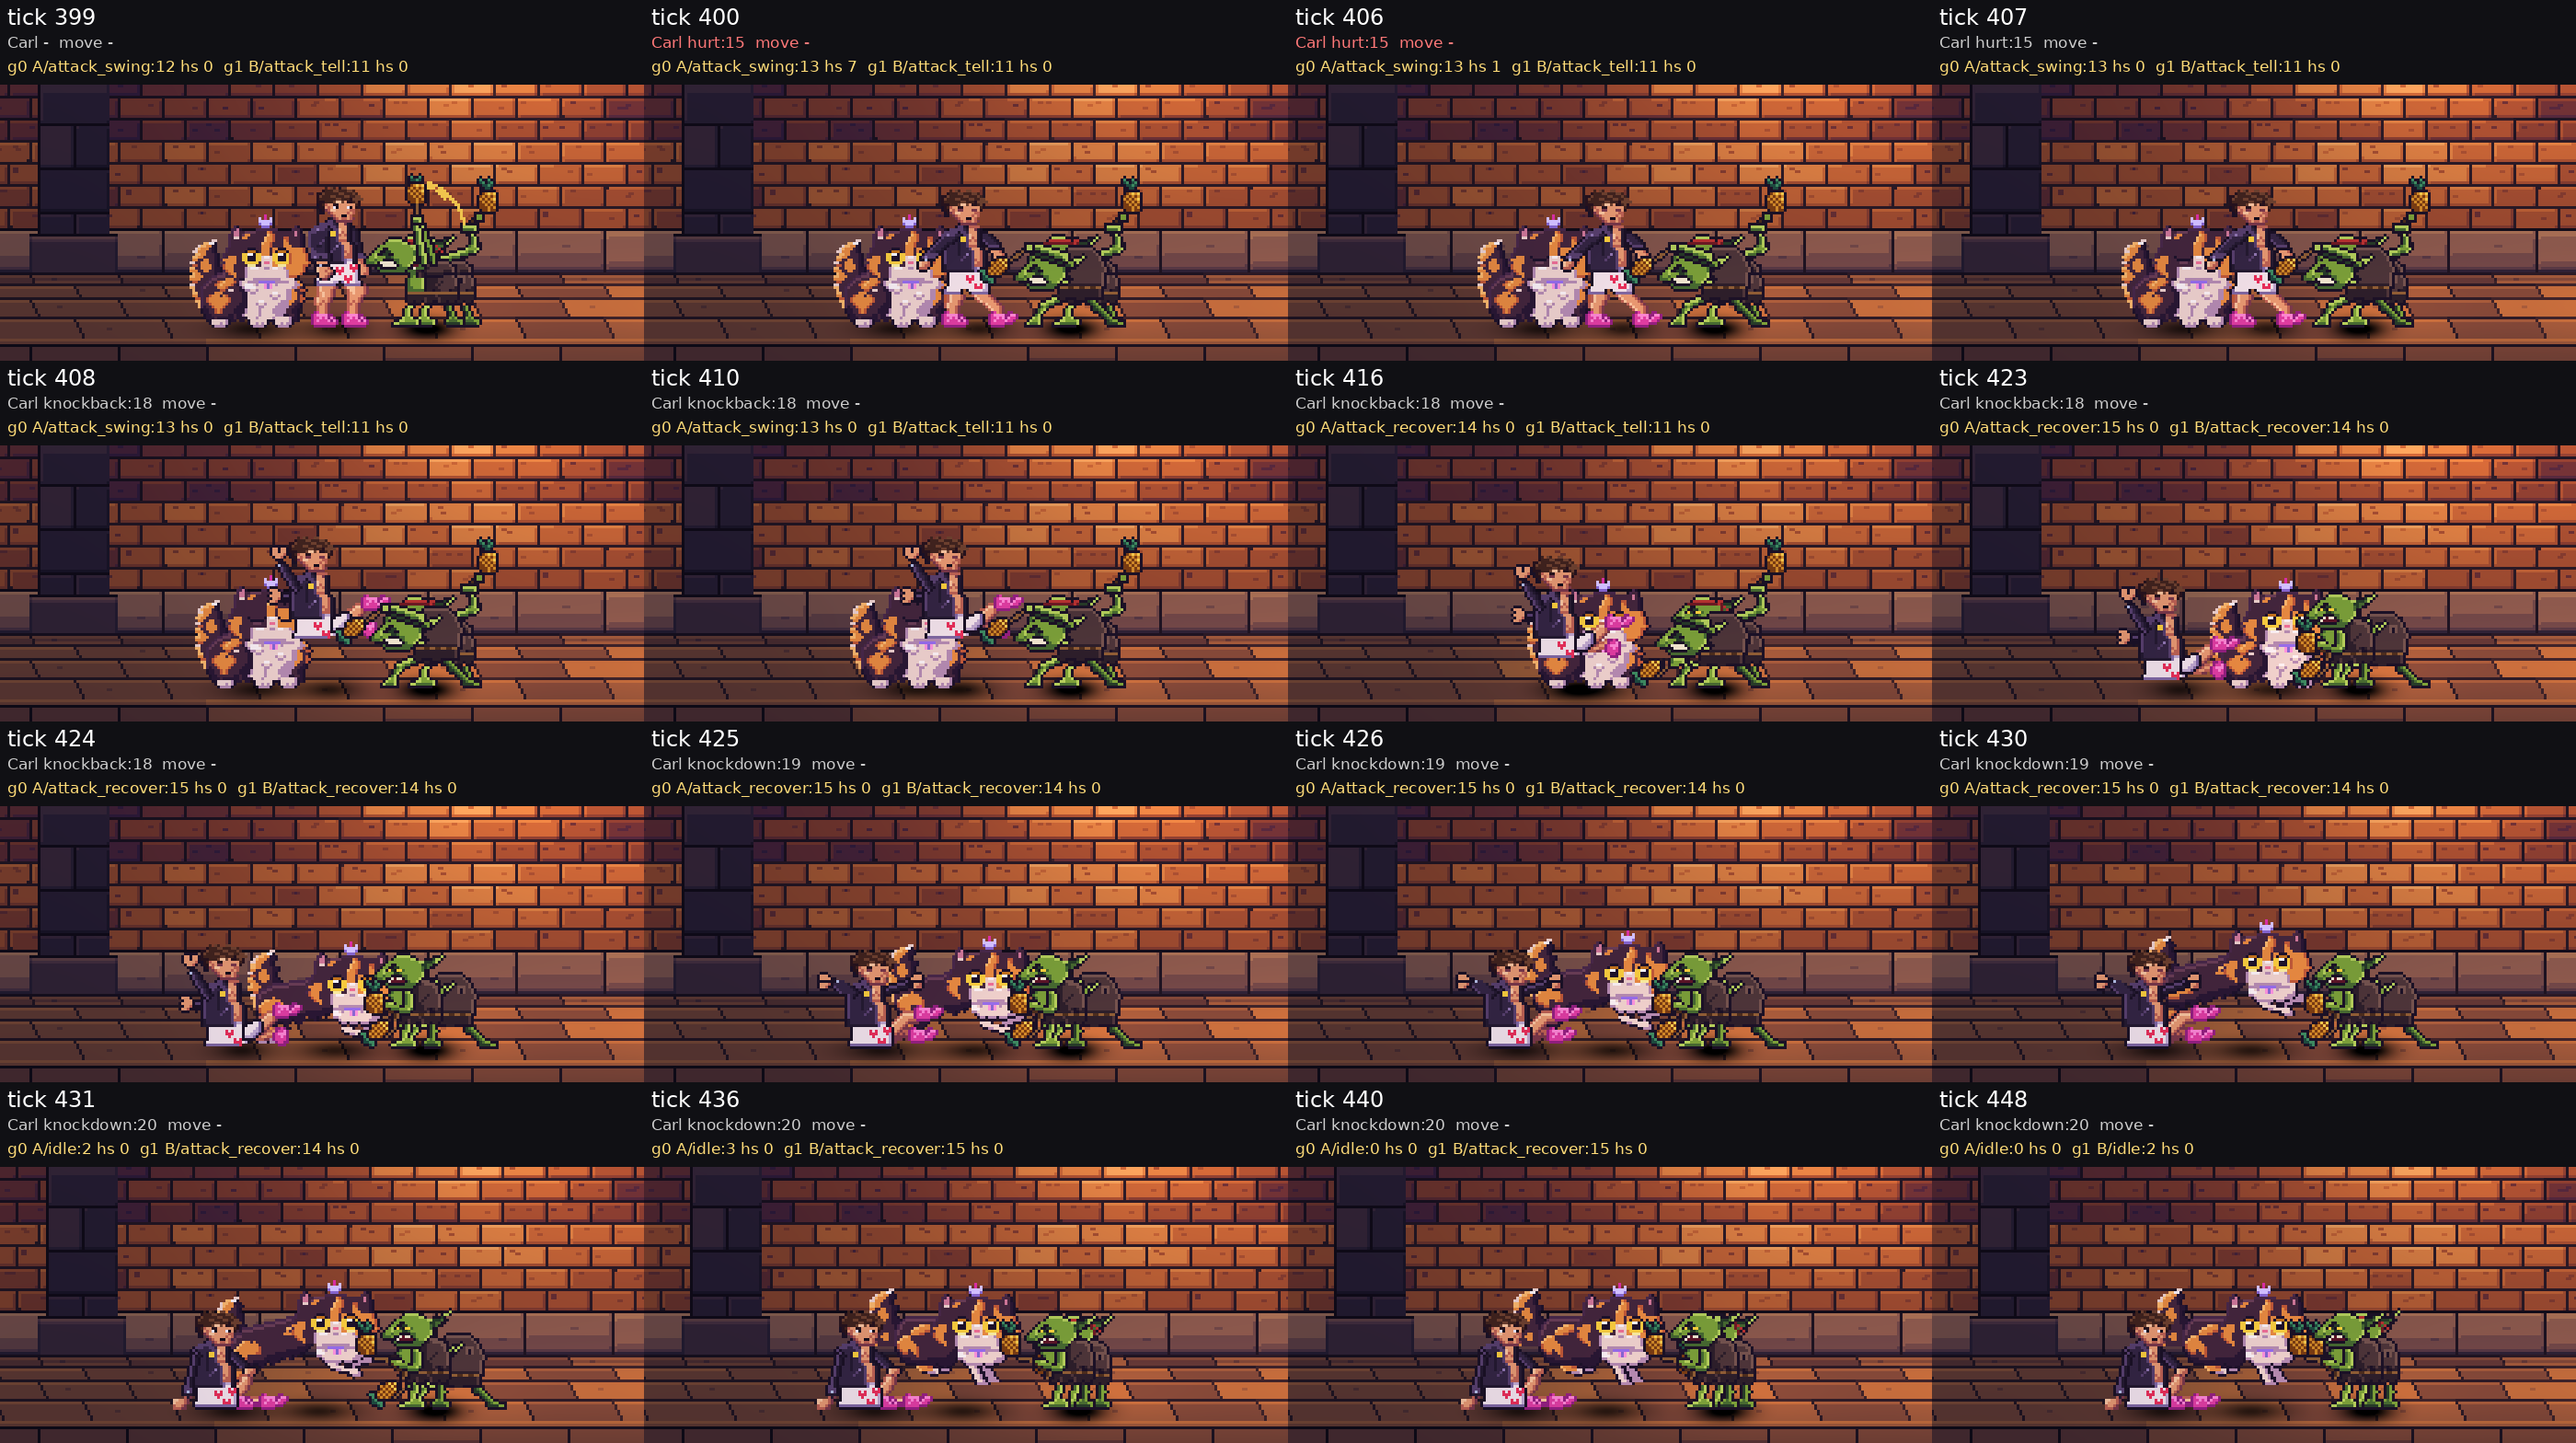 tick 399
Carl -  move -
g0 A/attack_swing:12 hs 0  g1 B/attack_tell:11 hs 0
tick 400
Carl hurt:15  move -
g0 A/attack_swing:13 hs 7  g1 B/attack_tell:11 hs 0
tick 406
Carl hurt:15  move -
g0 A/attack_swing:13 hs 1  g1 B/attack_tell:11 hs 0
tick 407
Carl hurt:15  move -
g0 A/attack_swing:13 hs 0  g1 B/attack_tell:11 hs 0
tick 408
Carl knockback:18  move -
g0 A/attack_swing:13 hs 0  g1 B/attack_tell:11 hs 0
tick 410
Carl knockback:18  move -
g0 A/attack_swing:13 hs 0  g1 B/attack_tell:11 hs 0
tick 416
Carl knockback:18  move -
g0 A/attack_recover:14 hs 0  g1 B/attack_tell:11 hs 0
tick 423
Carl knockback:18  move -
g0 A/attack_recover:15 hs 0  g1 B/attack_recover:14 hs 0
tick 424
Carl knockback:18  move -
g0 A/attack_recover:15 hs 0  g1 B/attack_recover:14 hs 0
tick 425
Carl knockdown:19  move -
g0 A/attack_recover:15 hs 0  g1 B/attack_recover:14 hs 0
tick 426
Carl knockdown:19  move -
g0 A/attack_recover:15 hs 0  g1 B/attack_recover:14 hs 0
tick 430
Carl knockdown:19  move -
g0 A/attack_recover:15 hs 0  g1 B/attack_recover:14 hs 0
tick 431
Carl knockdown:20  move -
g0 A/idle:2 hs 0  g1 B/attack_recover:14 hs 0
tick 436
Carl knockdown:20  move -
g0 A/idle:3 hs 0  g1 B/attack_recover:15 hs 0
tick 440
Carl knockdown:20  move -
g0 A/idle:0 hs 0  g1 B/attack_recover:15 hs 0
tick 448
Carl knockdown:20  move -
g0 A/idle:0 hs 0  g1 B/idle:2 hs 0